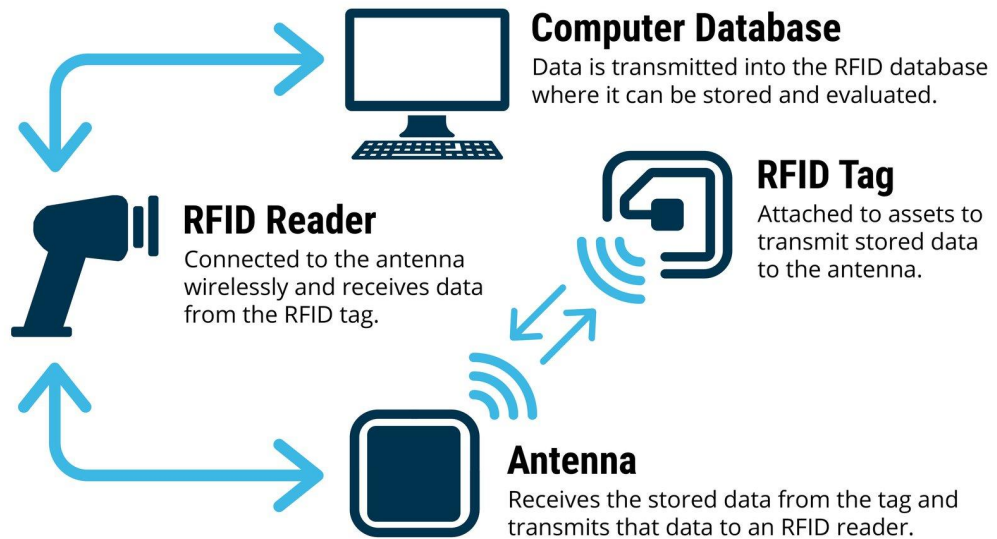 Computer Database
Data is transmitted into the RFID database
where it can be stored and evaluated.
RFID Tag
Attached to assets to
transmit stored data
to the antenna.
RFID Reader
Connected to the antenna
wirelessly and receives data
from the RFID tag.
Antenna
Receives the stored data from the tag and
transmits that data to an RFID reader.